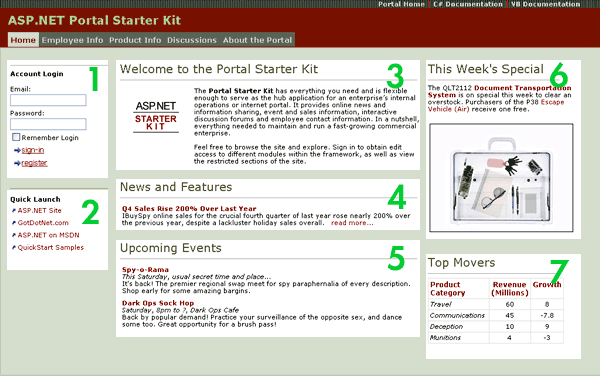 Portal Home | C# Documentation | VB Documentation
ASP.NET Portal Starter Kit
Home Employee Info Product Info Discussions About the Portal
1
Account Login
Email:
Password:
Remember Login
sign-in
register
2
Quick Launch
ASP.NET Site
GotDotNet.com
ASP.NET on MSDN
QuickStart Samples
3
Welcome to the Portal Starter Kit
ASP.NET
STARTER
KIT
The Portal Starter Kit has everything you need and is flexible
enough to serve as the hub application for an enterprise's internal
operations or internet portal. It provides online news and
information sharing, event and sales information, interactive
discussion forums and employee contact information. In a nutshell,
everything needed to maintain and run a fast-growing commercial
enterprise.
Feel free to browse the site and explore. Sign in to obtain edit
access to different modules within the framework, as well as view
the restricted sections of the site.
4
News and Features
Q4 Sales Rise 200% Over Last Year
IBuySpy online sales for the crucial fourth quarter of last year rose nearly 200% over
the previous year, despite a lackluster holiday sales overall. read more...
5
Upcoming Events
Spy-o-Rama
This Saturday, usual secret time and place...
It's back! The premier regional swap meet for spy paraphernalia of every description.
Shop early for some amazing bargins.
Dark Ops Sock Hop
Saturday, 8pm to ?, Dark Ops Cafe
Back by popular demand! Practice your surveillance of the opposite sex, and dance
some too. Great opportunity for a brush pass!
6
This Week's Special
The QLT2112 Document Transportation
System is on special this week to clear an
overstock. Purchasers of the P38 Escape
Vehicle (Air) receive one free.
7
Top Movers
Product Category Revenue (Millions) Growth
Travel 60 8
Communications 45 -7.8
Deception 10 9
Munitions 4 -3